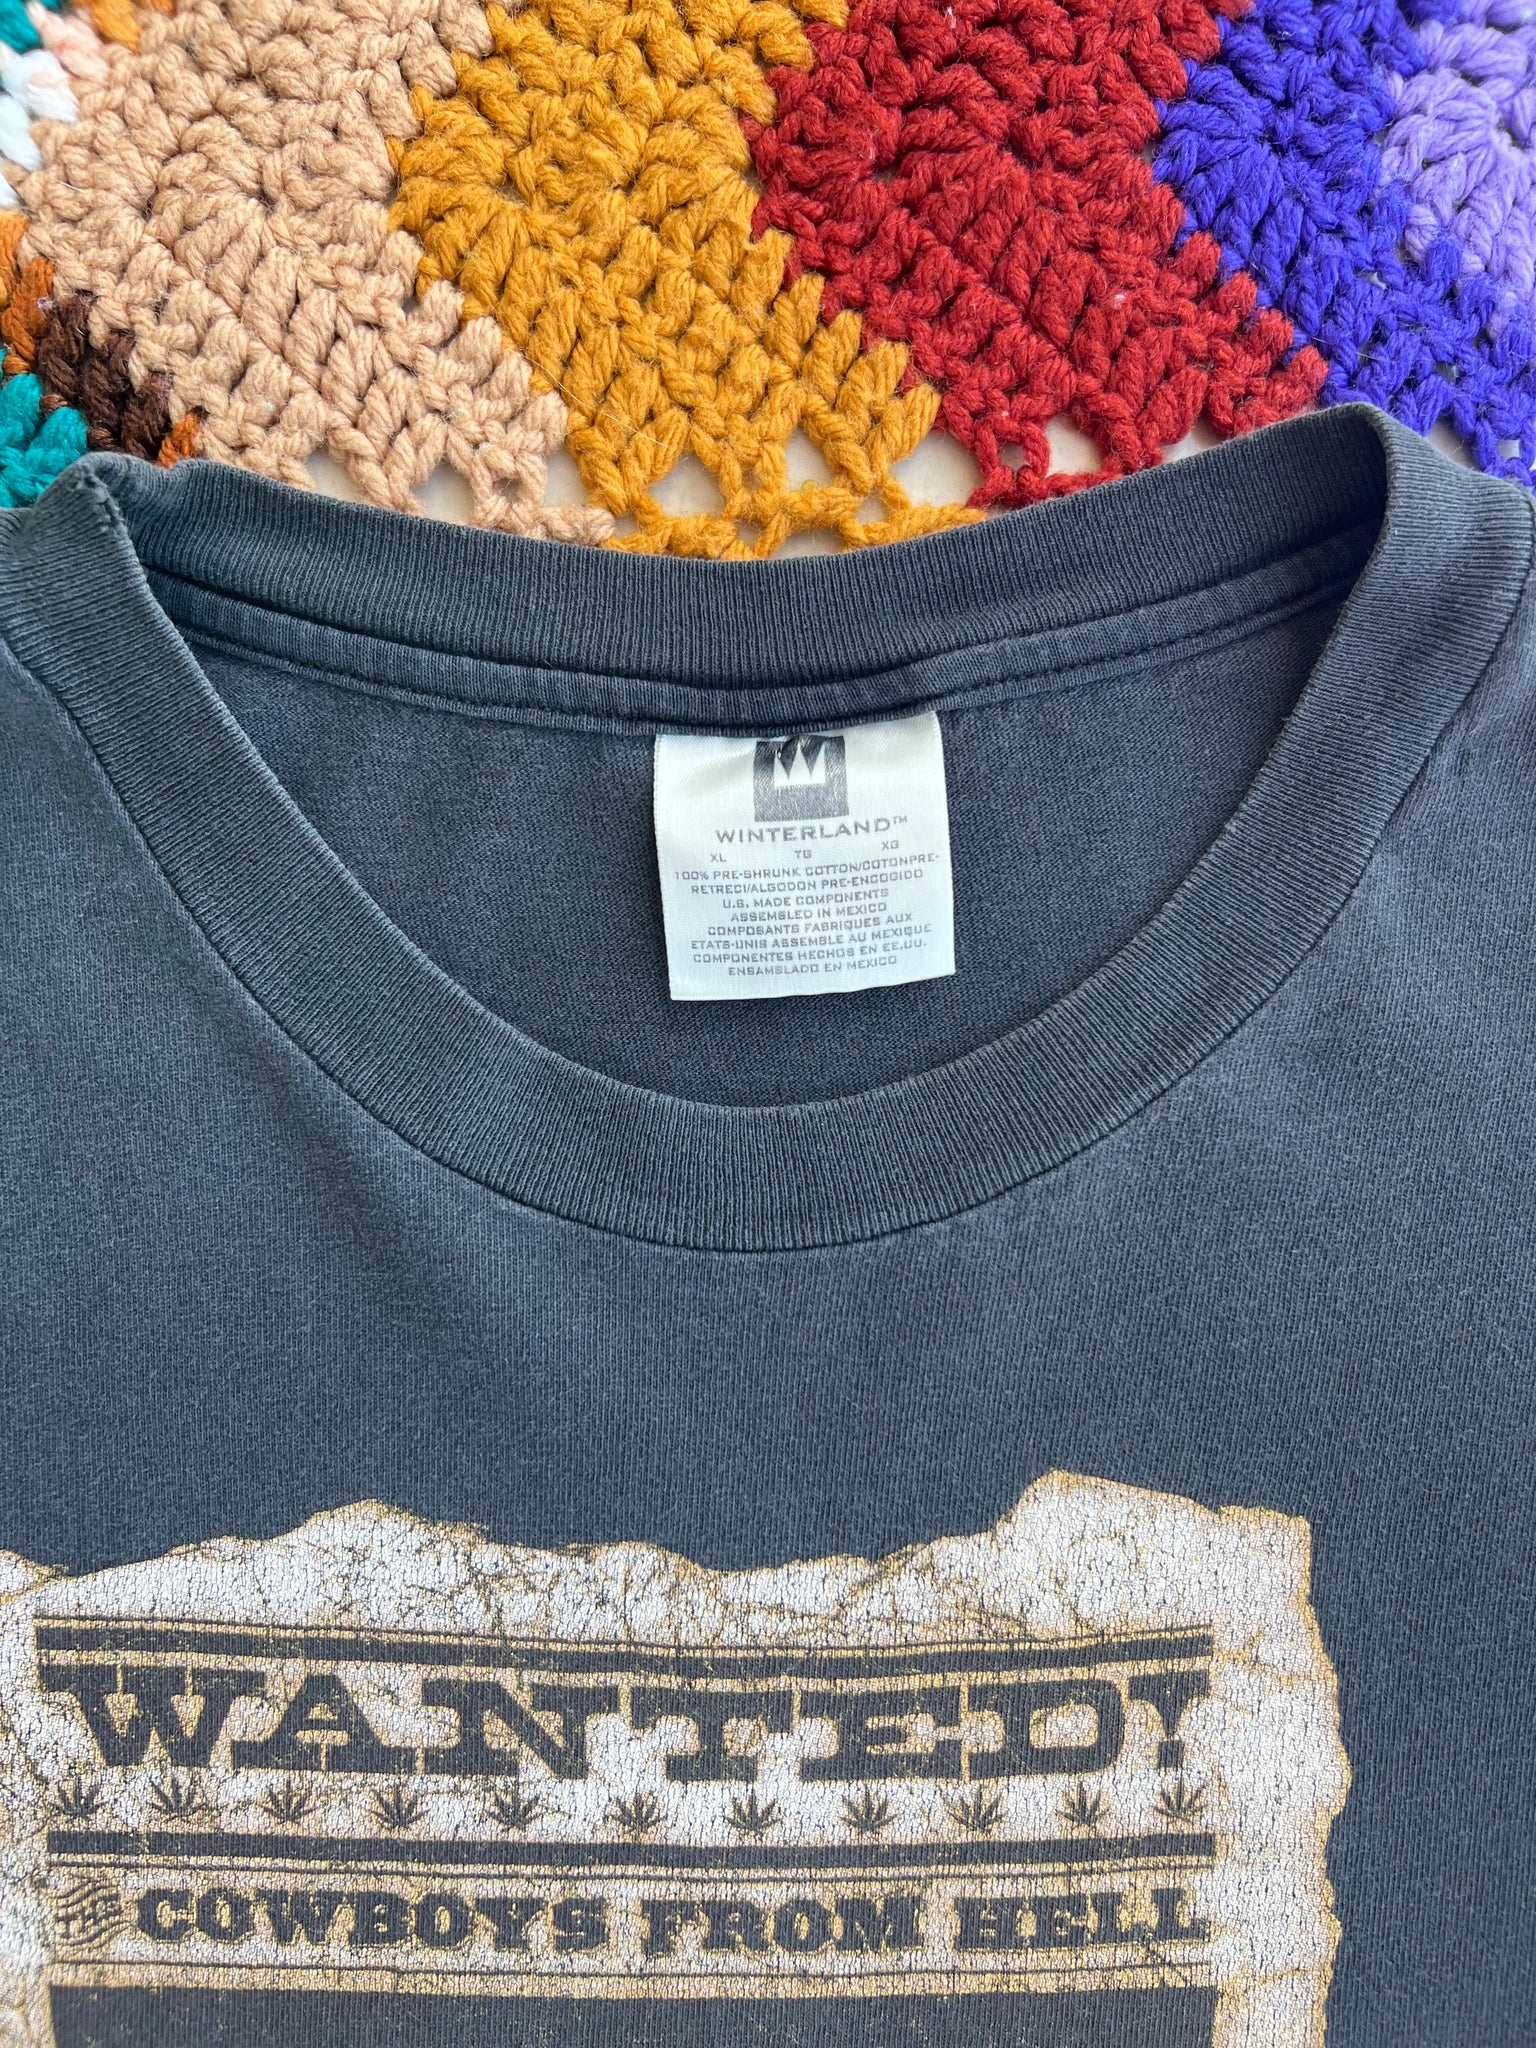 WINTERLAND™
XL TG XG
100% PRE-SHRUNK COTTON/COTONPRE-
RETRECI/ALGODON PRE-ENCOGIDO
U.S. MADE COMPONENTS
ASSEMBLED IN MEXICO
COMPOSANTS FABRIQUES AUX
ETATS-UNIS ASSEMBLE AU MEXIQUE
COMPONENTES HECHOS EN EE.UU.
ENSAMBLADO EN MEXICO
WANTED!
THE COWBOYS FROM HELL